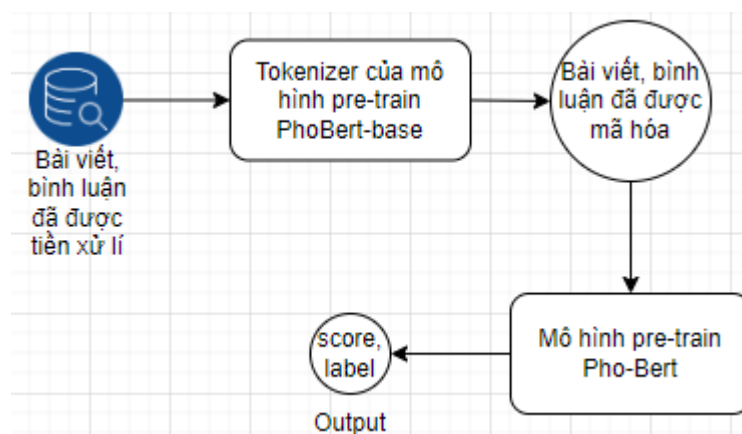 Bài viết,
bình luận
đã được
tiền xử lí
Tokenizer của mô
hình pre-train
PhoBert-base
Bài viết, bình
luận đã được
mã hóa
Mô hình pre-train
Pho-Bert
score,
label
Output